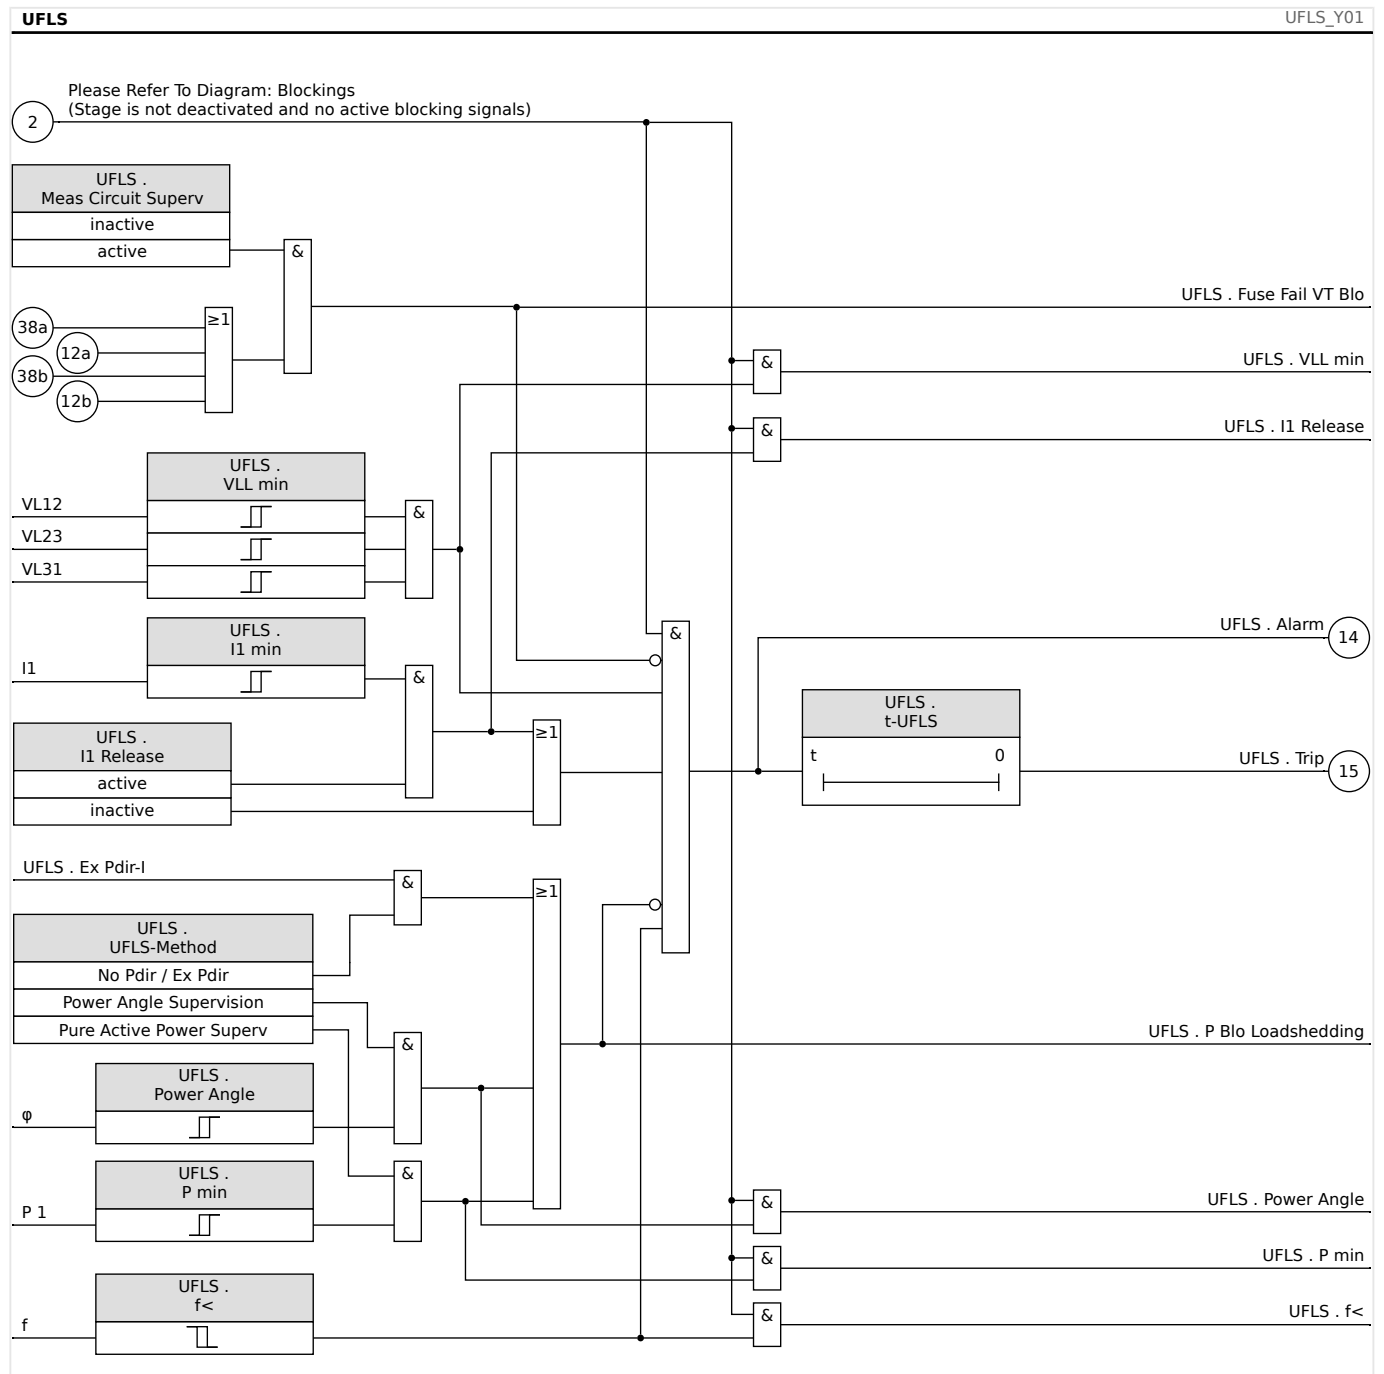 UFLS
UFLS_Y01
Please Refer To Diagram: Blockings
(Stage is not deactivated and no active blocking signals)
2
UFLS .
Meas Circuit Superv
inactive
active
&
UFLS . Fuse Fail VT Blo
38a
12a
38b
12b
≥1
&
UFLS . VLL min
&
UFLS . I1 Release
UFLS .
VLL min
VL12
VL23
VL31
&
UFLS .
I1 min
I1
&
UFLS .
I1 Release
active
inactive
≥1
&
UFLS . Alarm
14
UFLS .
t-UFLS
t
0
UFLS . Trip
15
UFLS . Ex Pdir-I
&
≥1
UFLS .
UFLS-Method
No Pdir / Ex Pdir
Power Angle Supervision
Pure Active Power Superv
&
UFLS . P Blo Loadshedding
UFLS .
Power Angle
φ
UFLS .
P min
P 1
&
&
UFLS . Power Angle
&
UFLS . P min
UFLS .
f<
f
&
UFLS . f<